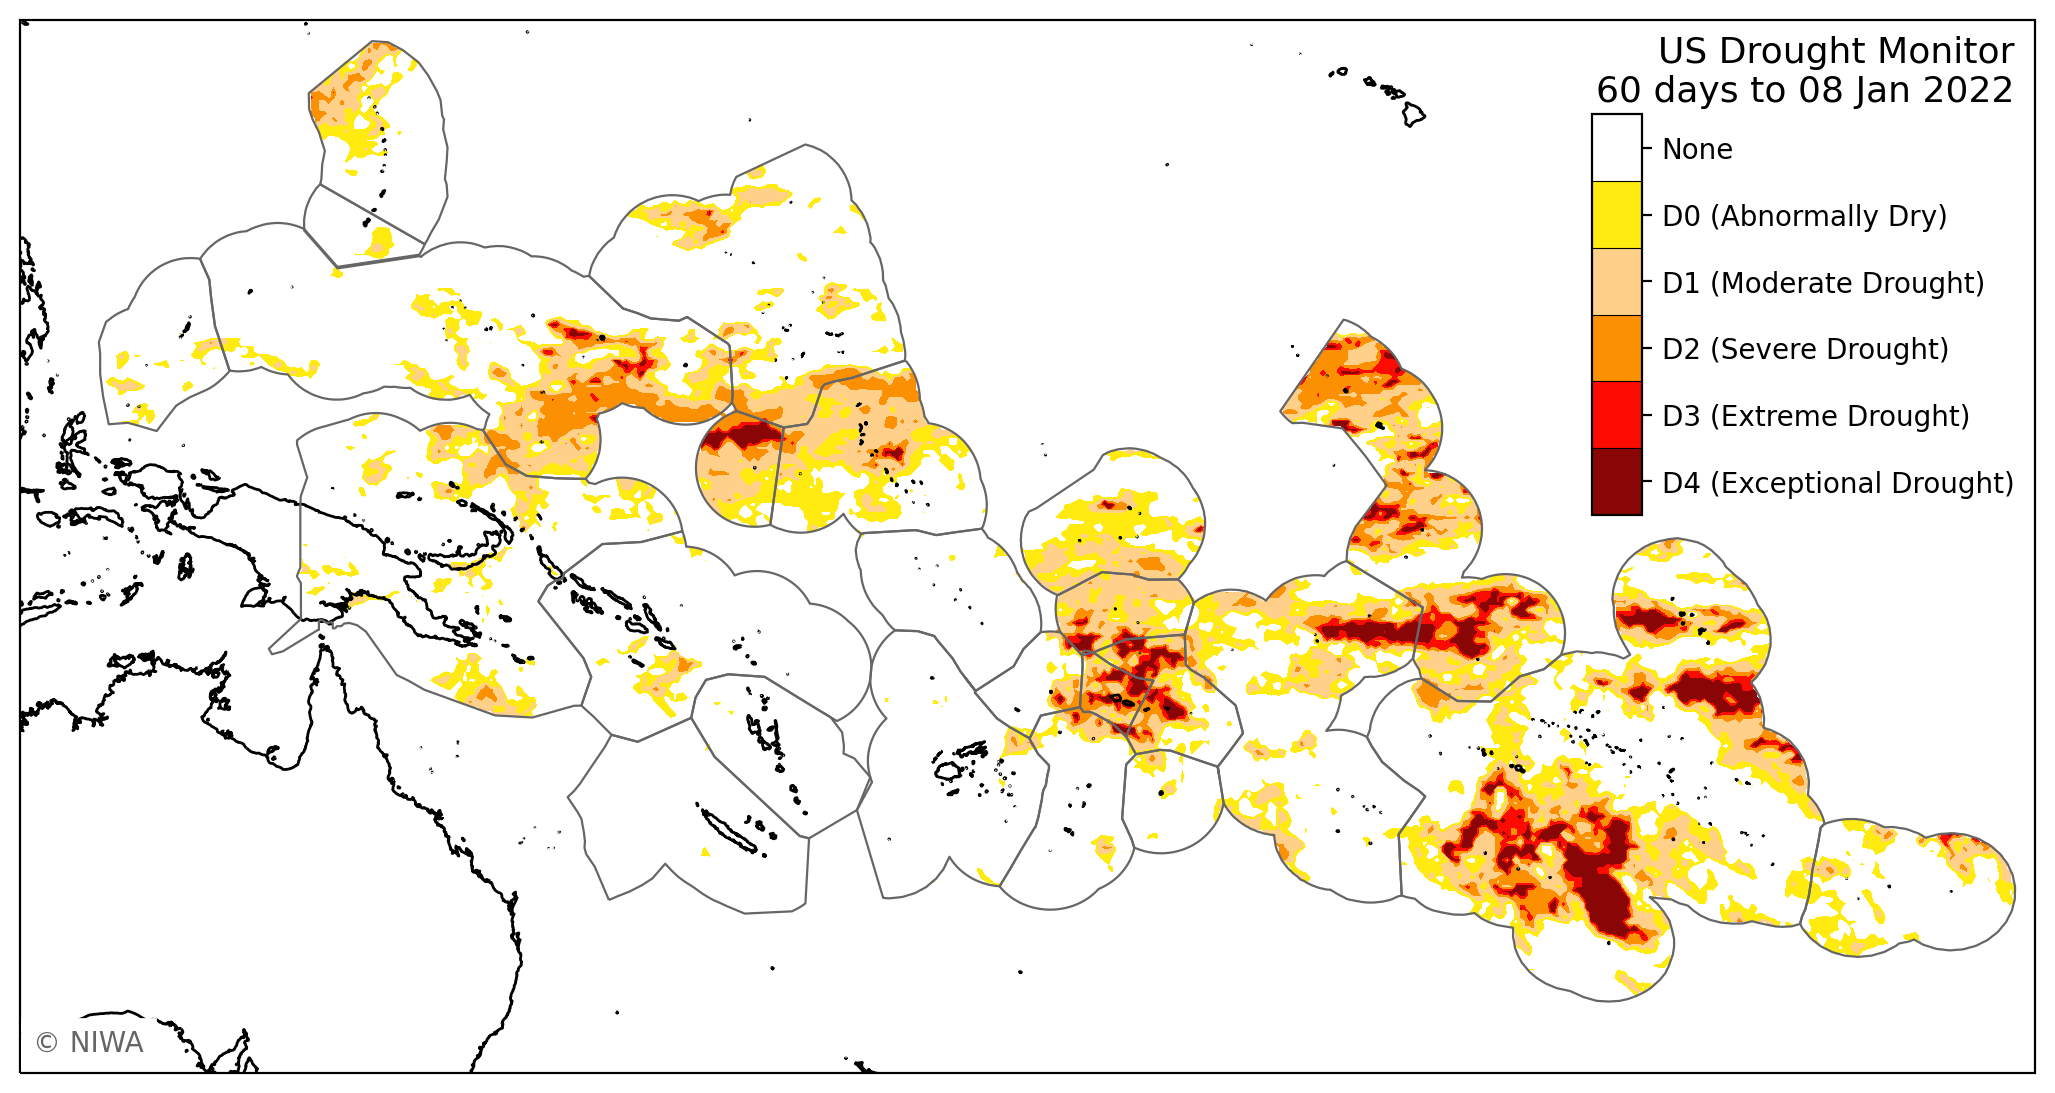 US Drought Monitor
60 days to 08 Jan 2022
None
D0 (Abnormally Dry)
D1 (Moderate Drought)
D2 (Severe Drought)
D3 (Extreme Drought)
D4 (Exceptional Drought)
© NIWA